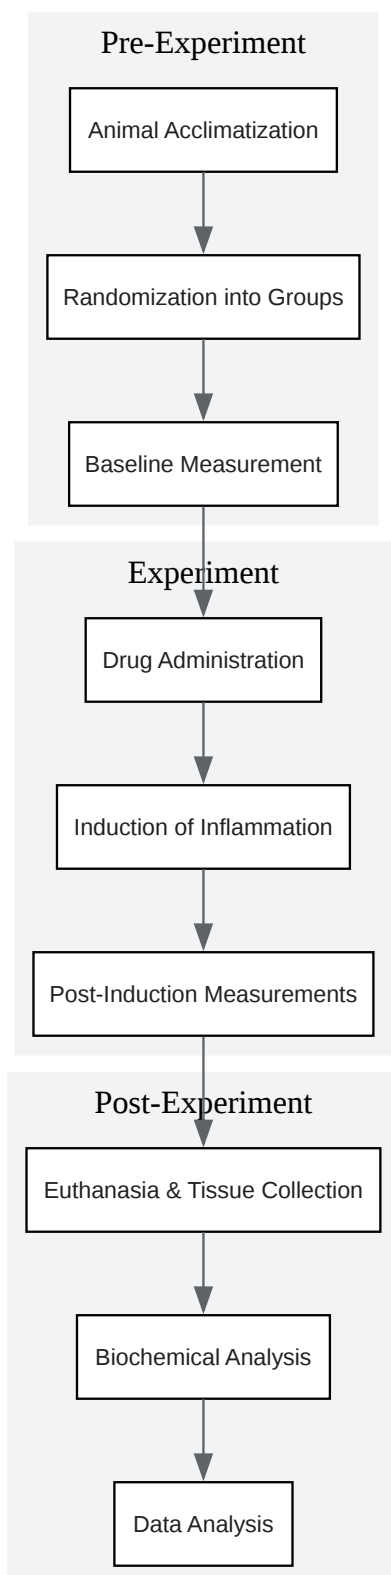 Pre-Experiment
Animal Acclimatization
Randomization into Groups
Baseline Measurement
Experiment
Drug Administration
Induction of Inflammation
Post-Induction Measurements
Post-Experiment
Euthanasia & Tissue Collection
Biochemical Analysis
Data Analysis